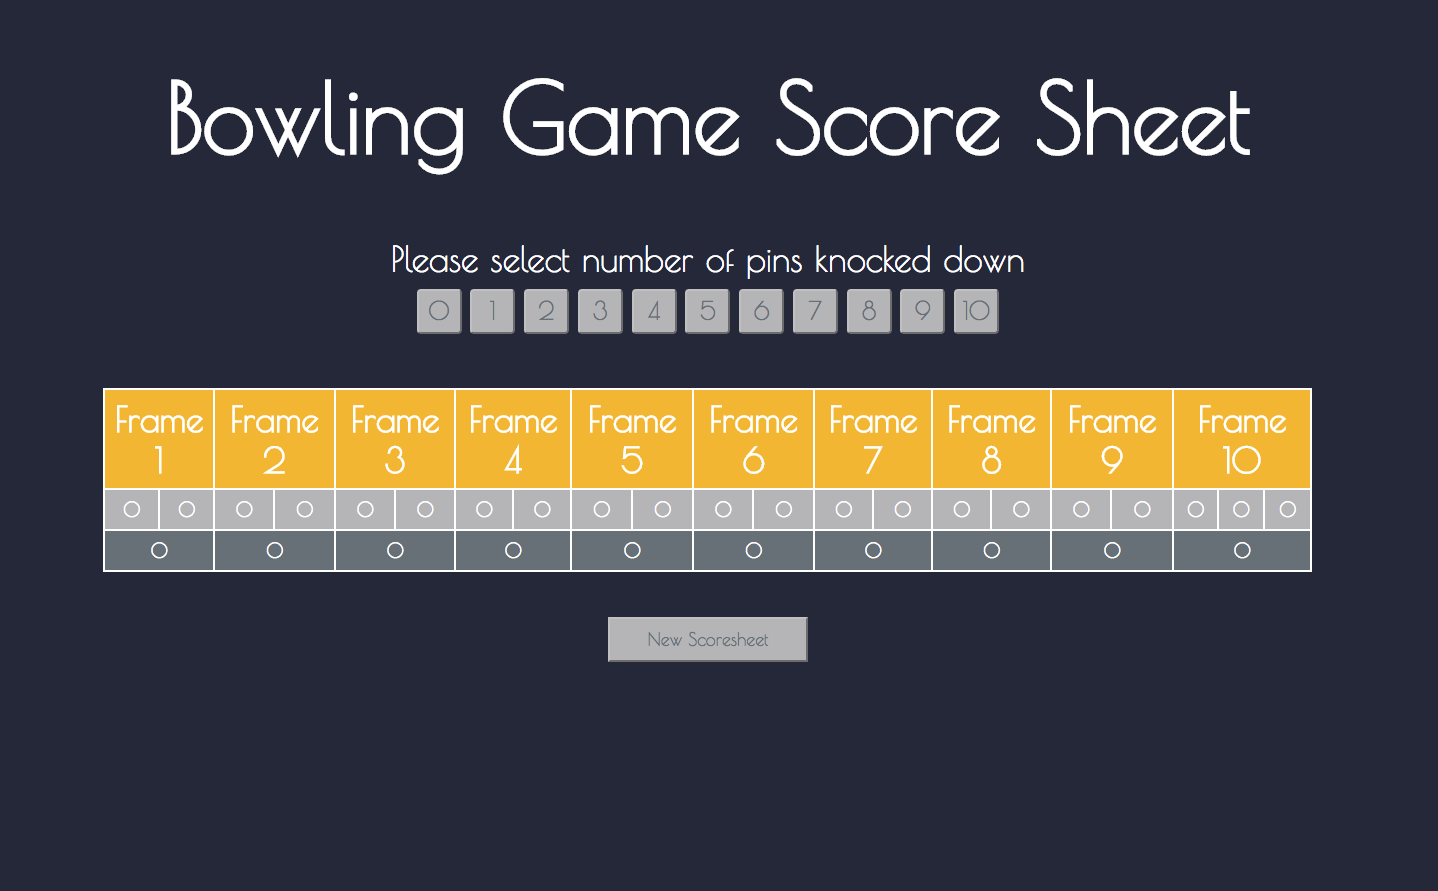 Bowling Game Score Sheet
Please select number of pins knocked down
0 1 2 3 4 5 6 7 8 9 10
Frame 1 Frame 2 Frame 3 Frame 4 Frame 5 Frame 6 Frame 7 Frame 8 Frame 9 Frame 10
0 0 0 0 0 0 0 0 0 0 0 0 0 0 0 0 0 0 0 0 0
0 0 0 0 0 0 0 0 0 0
New Scoresheet